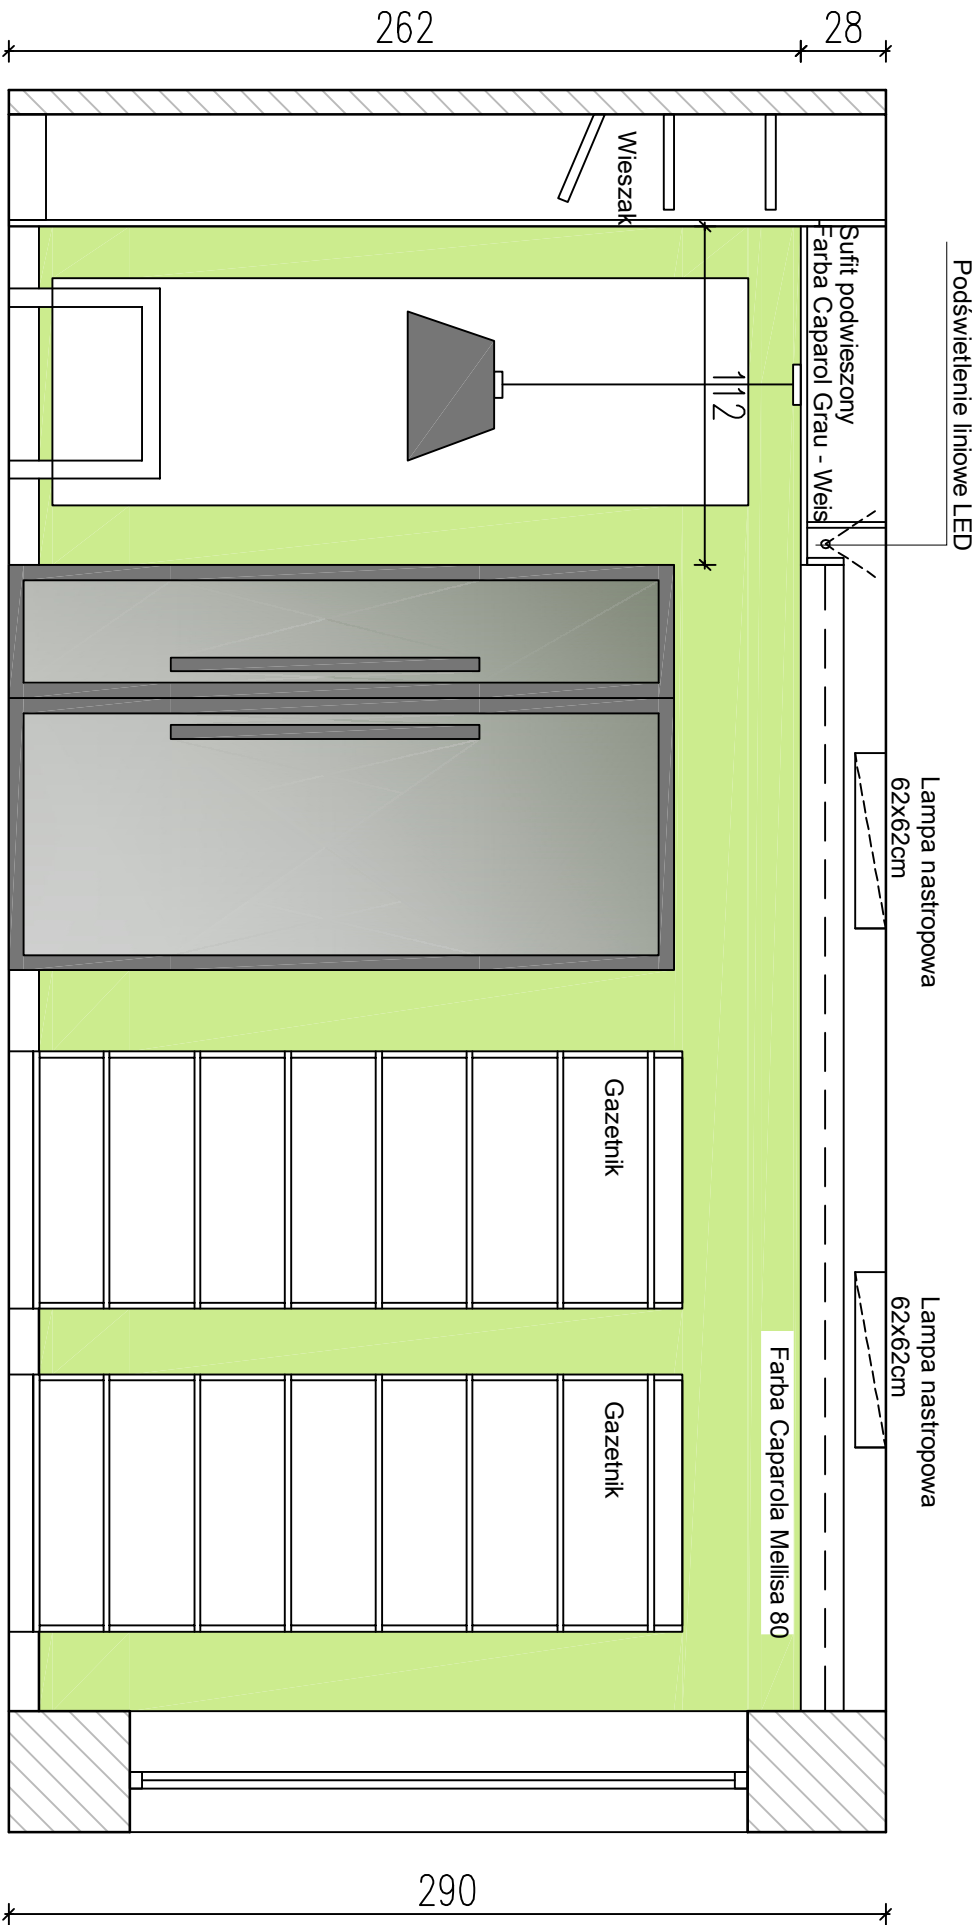 262
28
Podświetlenie liniowe LED
Sufit podwieszony
Farba Caparol Grau - Weis
Wieszak
112
Lampa nastropowa
62x62cm
Lampa nastropowa
62x62cm
Gazetnik
Gazetnik
Farba Caparola Mellisa 80
290